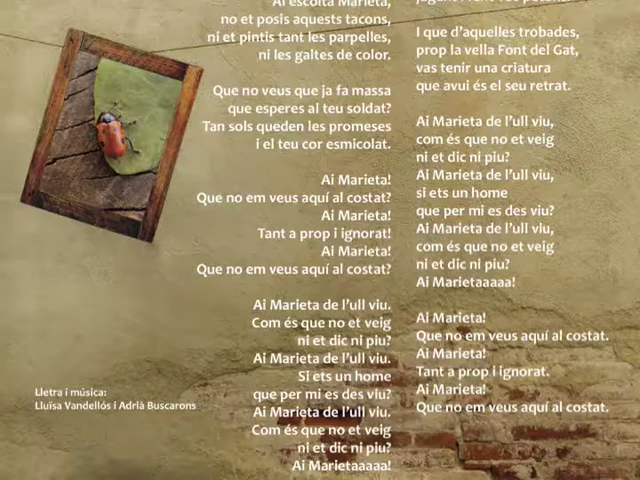 Ai escolta Marieta,
no et posis aquests tacons,
ni et pintis tant les parpelles,
ni les galtes de color.
Que no veus que ja fa massa
que esperes al teu soldat?
Tan sols queden les promeses
i el teu cor esmicolat.
Ai Marieta!
Que no em veus aquí al costat?
Ai Marieta!
Tant a prop i ignorat!
Ai Marieta!
Que no em veus aquí al costat?
Ai Marieta de l'ull viu.
Com és que no et veig
ni et dic ni piu?
Ai Marieta de l'ull viu.
Si ets un home
que per mi es des viu?
Ai Marieta de l'ull viu.
Com és que no et veig
ni et dic ni piu?
Ai Marietaaaaa!
I que d'aquelles trobades,
prop la vella Font del Gat,
vas tenir una criatura
que avui és el seu retrat.
Ai Marieta de l'ull viu,
com és que no et veig
ni et dic ni piu?
Ai Marieta de l'ull viu,
si ets un home
que per mi es des viu?
Ai Marieta de l'ull viu,
com és que no et veig
ni et dic ni piu?
Ai Marietaaaaa!
Ai Marieta!
Que no em veus aquí al costat.
Ai Marieta!
Tant a prop i ignorat.
Ai Marieta!
Que no em veus aquí al costat.
Lletra i música:
Lluïsa Vandellós i Adrià Buscarons